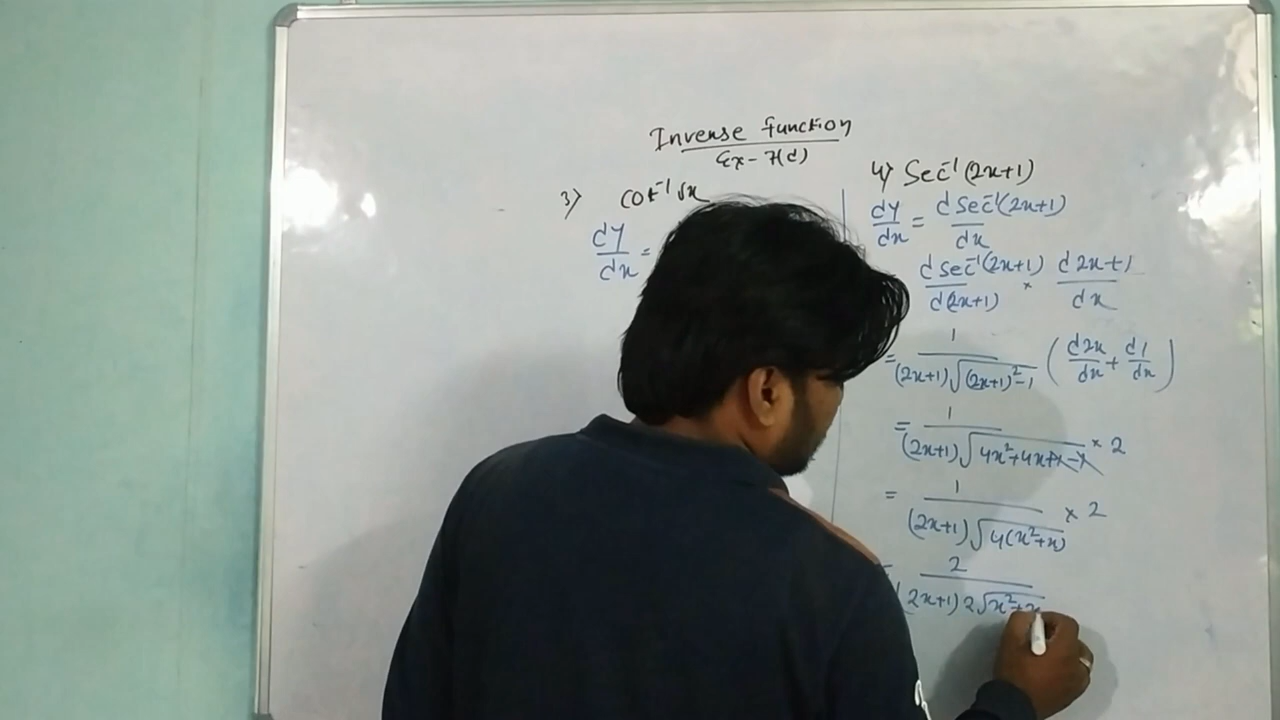 Invense function
Ex-7(d)
3) cot⁻¹√x
dy/dx =
4) Sec⁻¹(2x+1)
dy/dx = d Sec⁻¹(2x+1)/dx
d sec⁻¹(2x+1)/d(2x+1) × d 2x+1/dx
= 1/(2x+1)√(2x+1)²-1 (d2x/dx + d1/dx)
= 1/(2x+1)√4x²+4x+1-1 × 2
= 1/(2x+1)√4(x²+x) × 2
= 2/(2x+1)2√x²+x